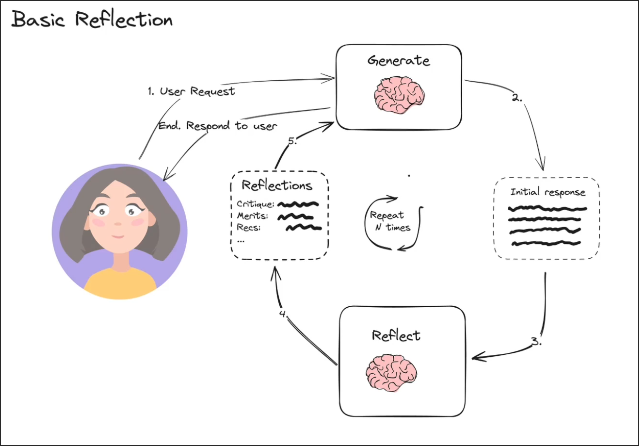 Basic Reflection
Generate
1. User Request
2.
End. Respond to user
5.
Reflections
Critique:
Merits:
Recs:
...
Repeat
N times
Initial response
Reflect
3.
4.